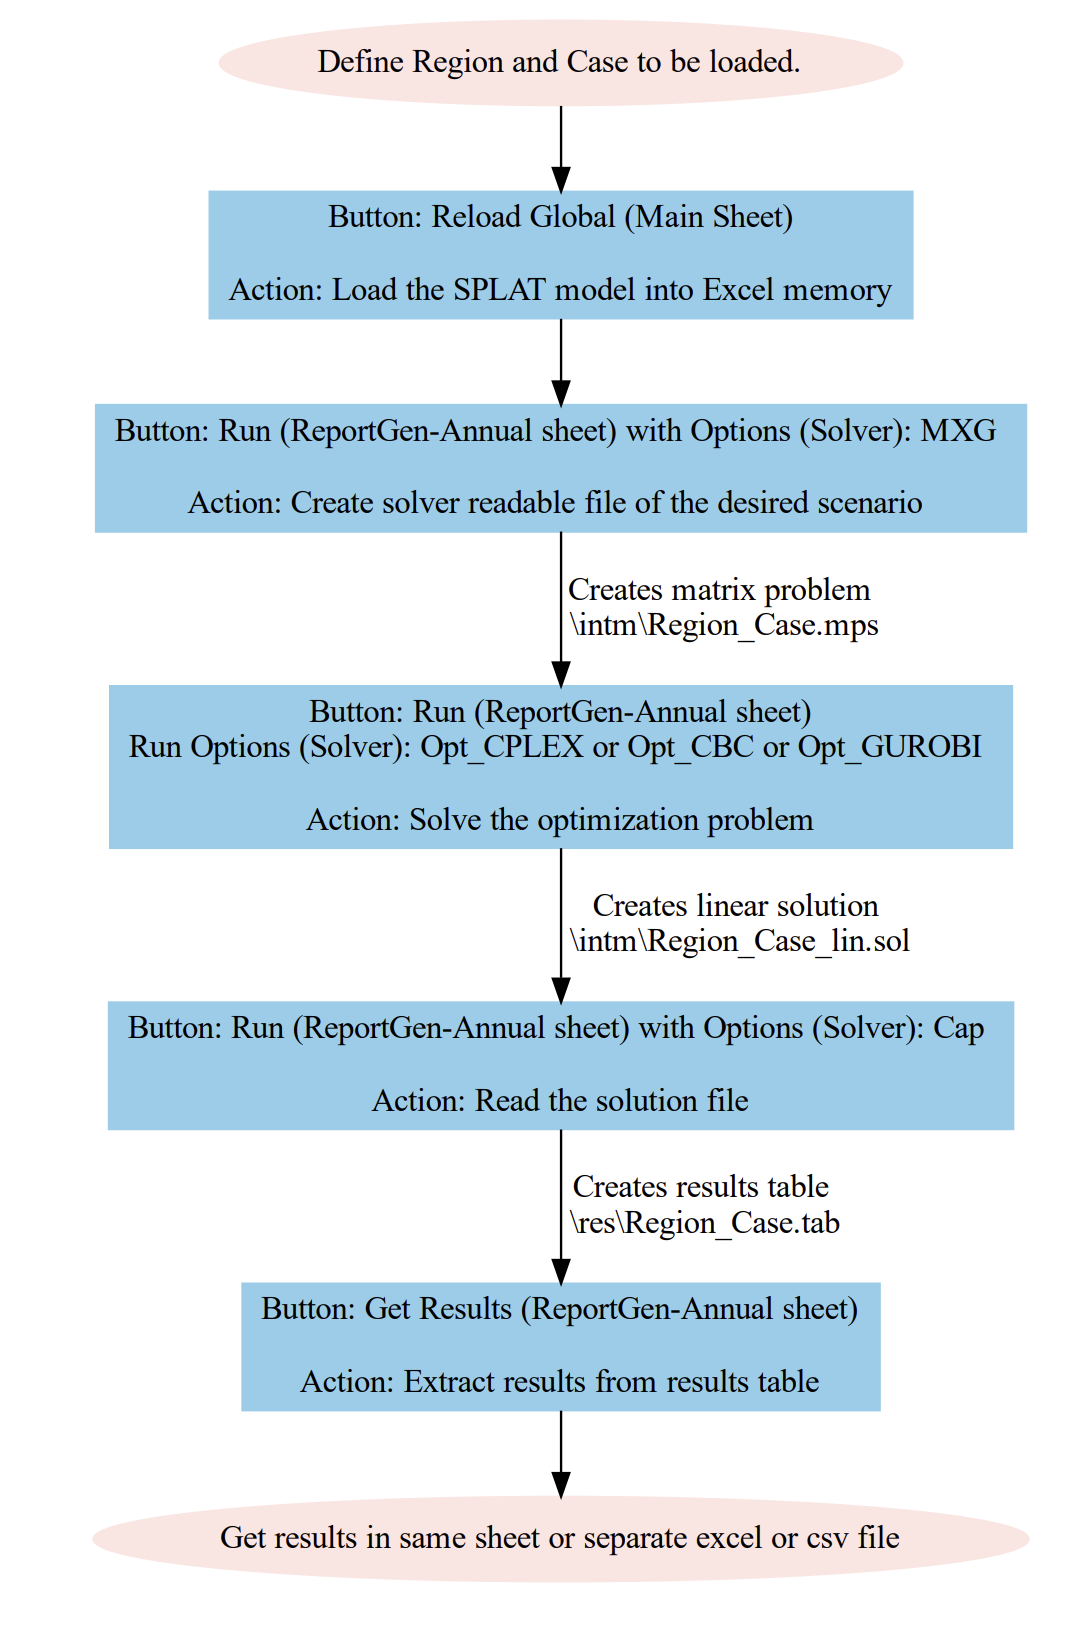 Define Region and Case to be loaded.
Button: Reload Global (Main Sheet)
Action: Load the SPLAT model into Excel memory
Button: Run (ReportGen-Annual sheet) with Options (Solver): MXG
Action: Create solver readable file of the desired scenario
Creates matrix problem
\intm\Region_Case.mps
Button: Run (ReportGen-Annual sheet)
Run Options (Solver): Opt_CPLEX or Opt_CBC or Opt_GUROBI
Action: Solve the optimization problem
Creates linear solution
\intm\Region_Case_lin.sol
Button: Run (ReportGen-Annual sheet) with Options (Solver): Cap
Action: Read the solution file
Creates results table
\res\Region_Case.tab
Button: Get Results (ReportGen-Annual sheet)
Action: Extract results from results table
Get results in same sheet or separate excel or csv file